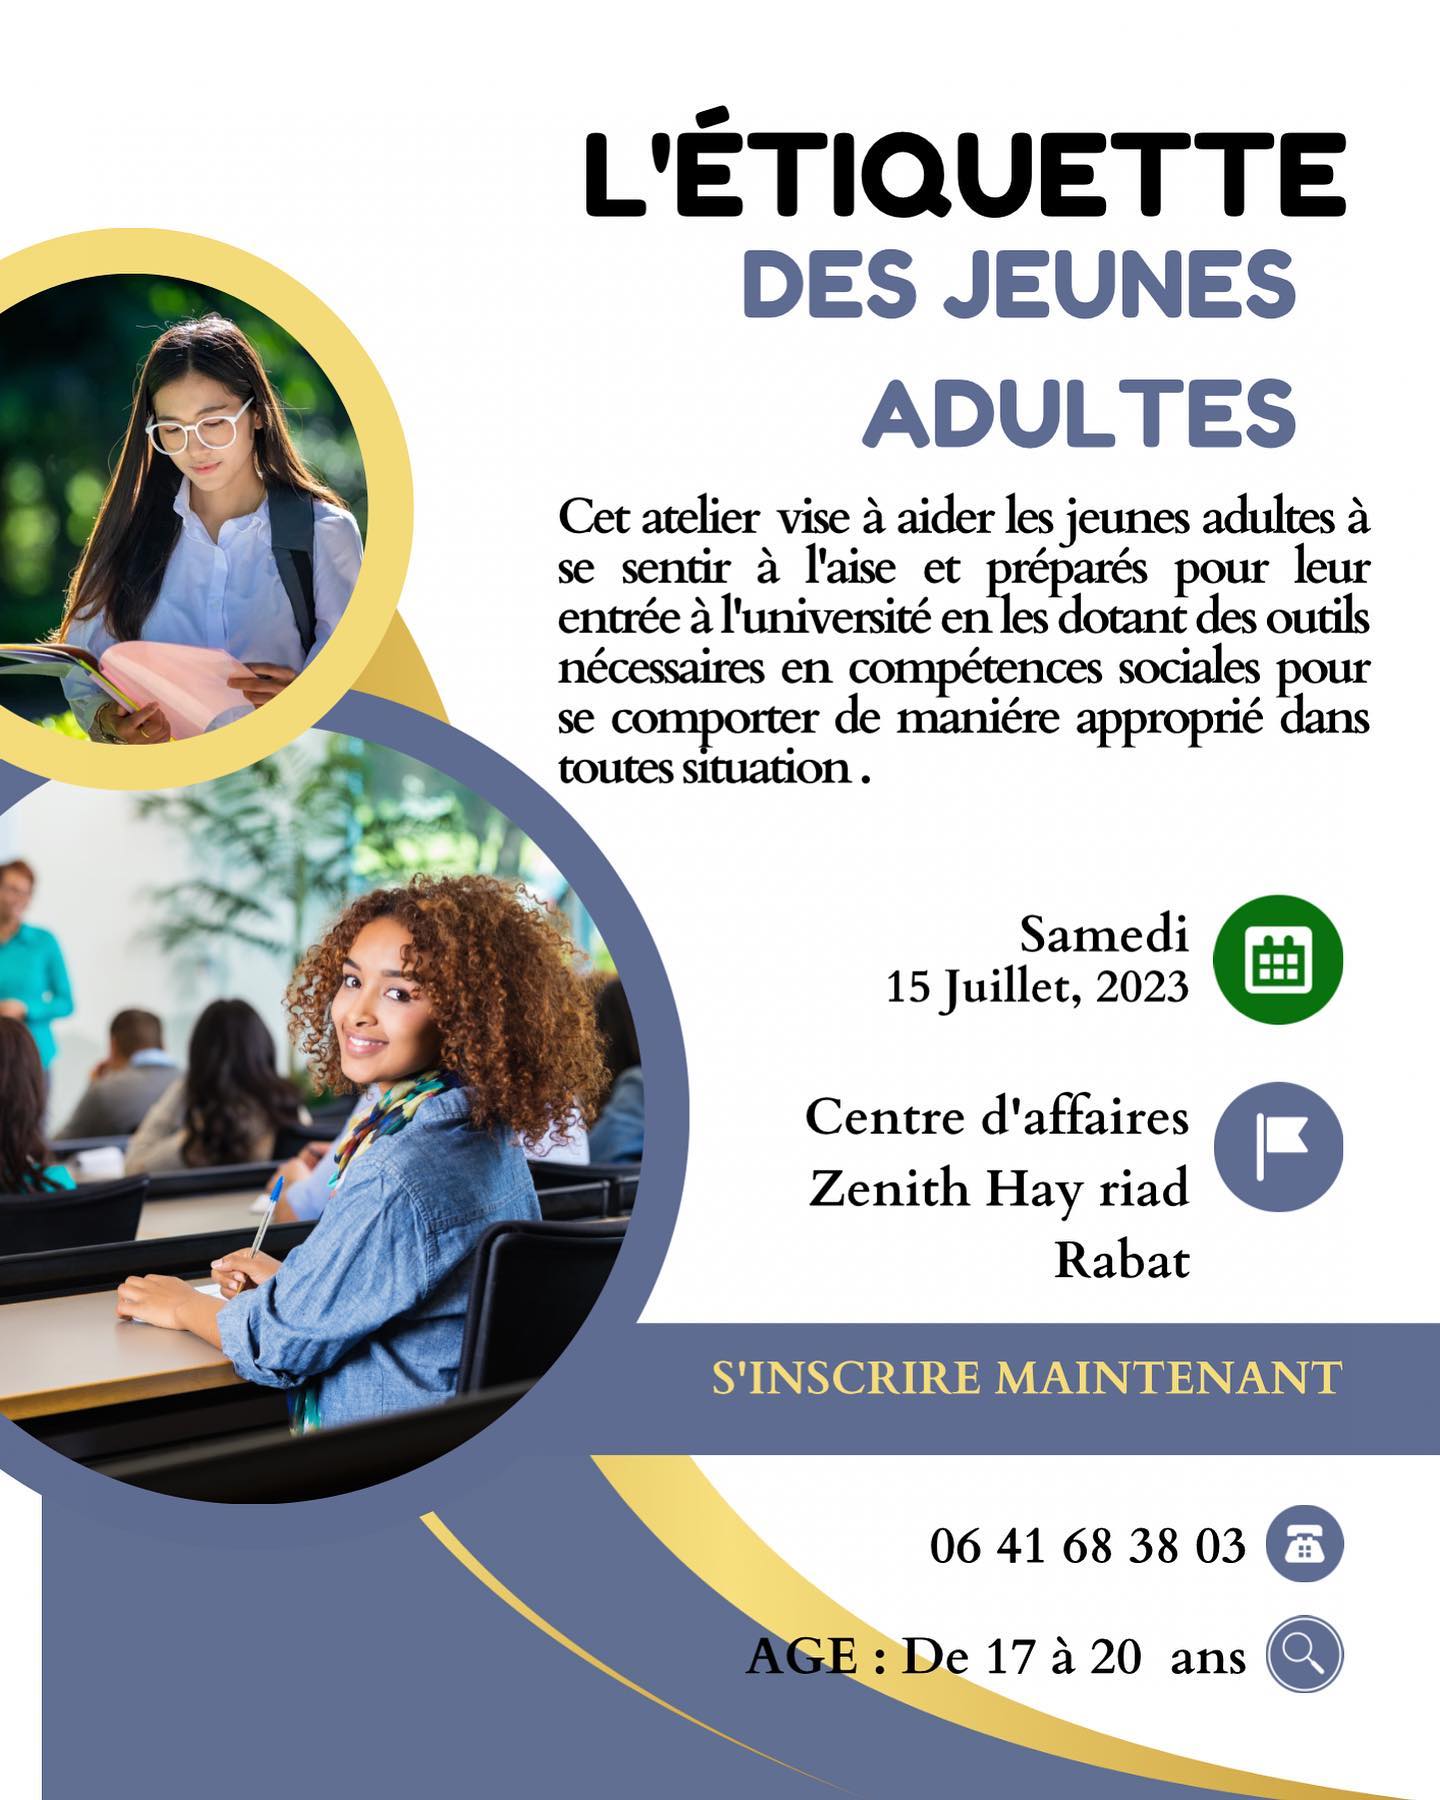 L'ÉTIQUETTE
DES JEUNES
ADULTES
Cet atelier vise à aider les jeunes adultes à
se sentir à l'aise et préparés pour leur
entrée à l'université en les dotant des outils
nécessaires en compétences sociales pour
se comporter de maniére approprié dans
toutes situation .
Samedi
15 Juillet, 2023
Centre d'affaires
Zenith Hay riad
Rabat
S'INSCRIRE MAINTENANT
06 41 68 38 03
AGE : De 17 à 20 ans